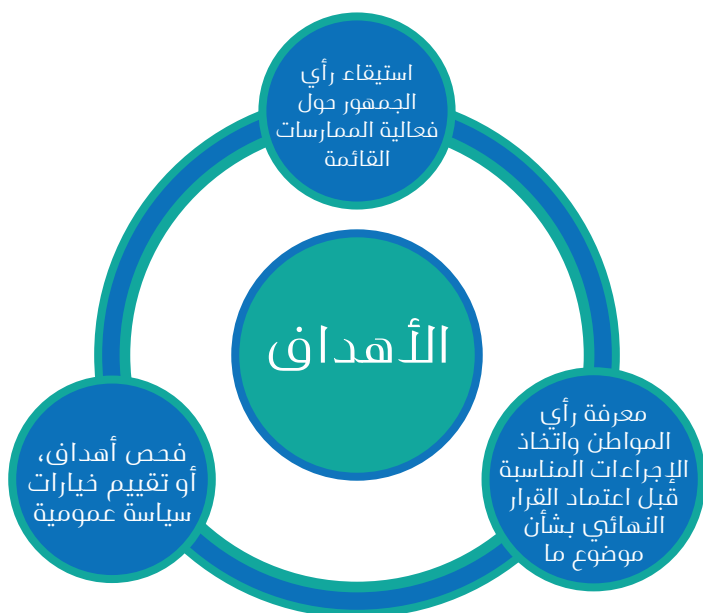 استيقاء رأي
الجمهور حول
فعالية الممارسات
القائمة
الأهداف
معرفة رأي
المواطن واتخاذ
الإجراءات المناسبة
قبل اعتماد القرار
النهائي بشأن
موضوع ما
فحص أهداف،
أو تقييم خيارات
سياسة عمومية